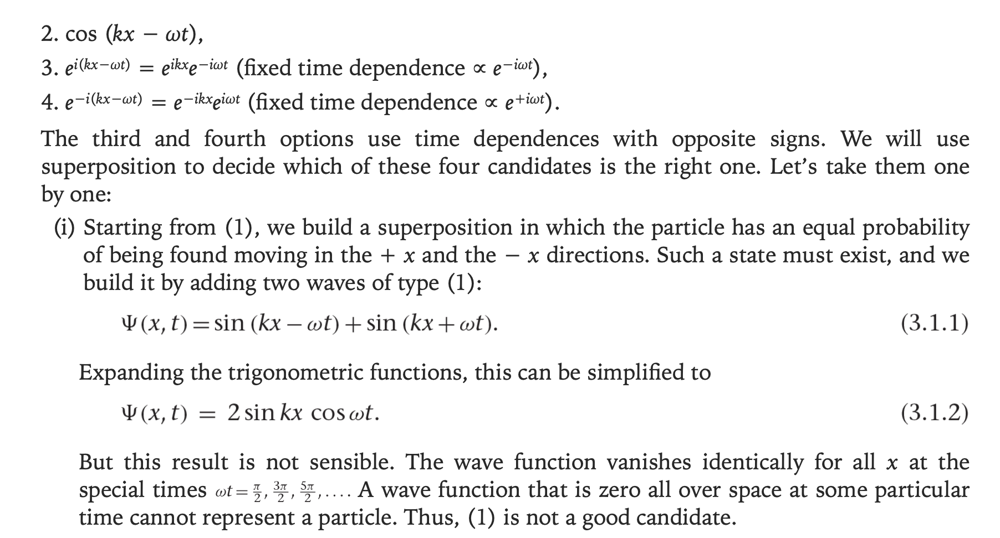 2. cos (kx − ωt),
3. e^{i(kx−ωt)} = e^{ikx}e^{−iωt} (fixed time dependence ∝ e^{−iωt}),
4. e^{−i(kx−ωt)} = e^{−ikx}e^{iωt} (fixed time dependence ∝ e^{+iωt}).
The third and fourth options use time dependences with opposite signs. We will use
superposition to decide which of these four candidates is the right one. Let’s take them one
by one:
(i) Starting from (1), we build a superposition in which the particle has an equal probability
of being found moving in the + x and the − x directions. Such a state must exist, and we
build it by adding two waves of type (1):
Ψ(x, t) = sin (kx − ωt) + sin (kx + ωt). (3.1.1)
Expanding the trigonometric functions, this can be simplified to
Ψ(x, t) = 2 sin kx cos ωt. (3.1.2)
But this result is not sensible. The wave function vanishes identically for all x at the
special times ωt = π/2, 3π/2, 5π/2, .... A wave function that is zero all over space at some particular
time cannot represent a particle. Thus, (1) is not a good candidate.